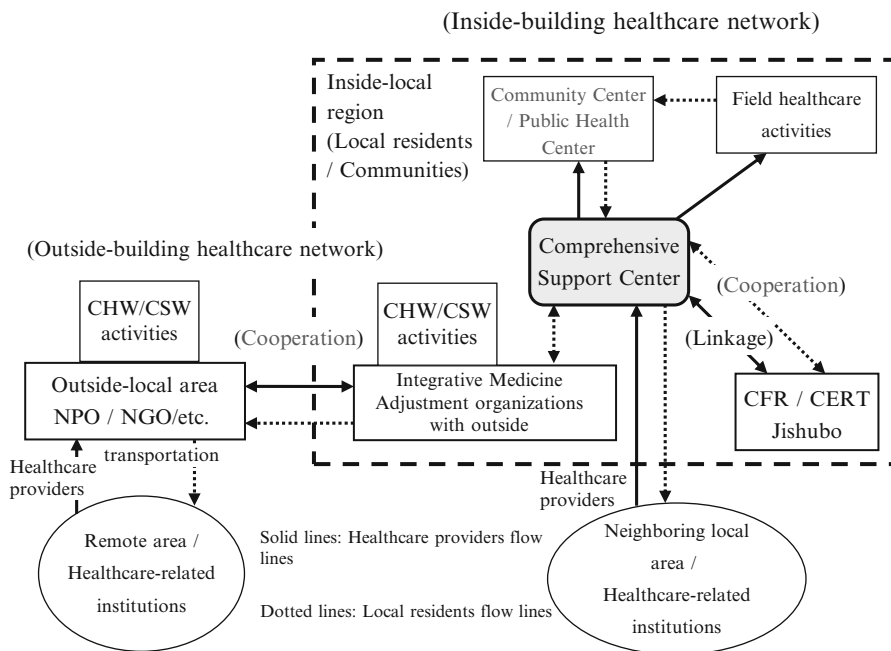 (Inside-building healthcare network)
Inside-local
region
(Local residents
/ Communities)
Community Center
/ Public Health
Center
Field healthcare
activities
(Outside-building healthcare network)
Comprehensive
Support Center
CHW/CSW
activities
(Cooperation)
CHW/CSW
activities
(Cooperation)
(Linkage)
Outside-local area
NPO / NGO/etc.
Integrative Medicine
Adjustment organizations
with outside
CFR / CERT
Jishubo
Healthcare
providers
transportation
Healthcare
providers
Remote area /
Healthcare-related
institutions
Solid lines: Healthcare providers flow
lines
Dotted lines: Local residents flow lines
Neighboring local
area /
Healthcare-related
institutions